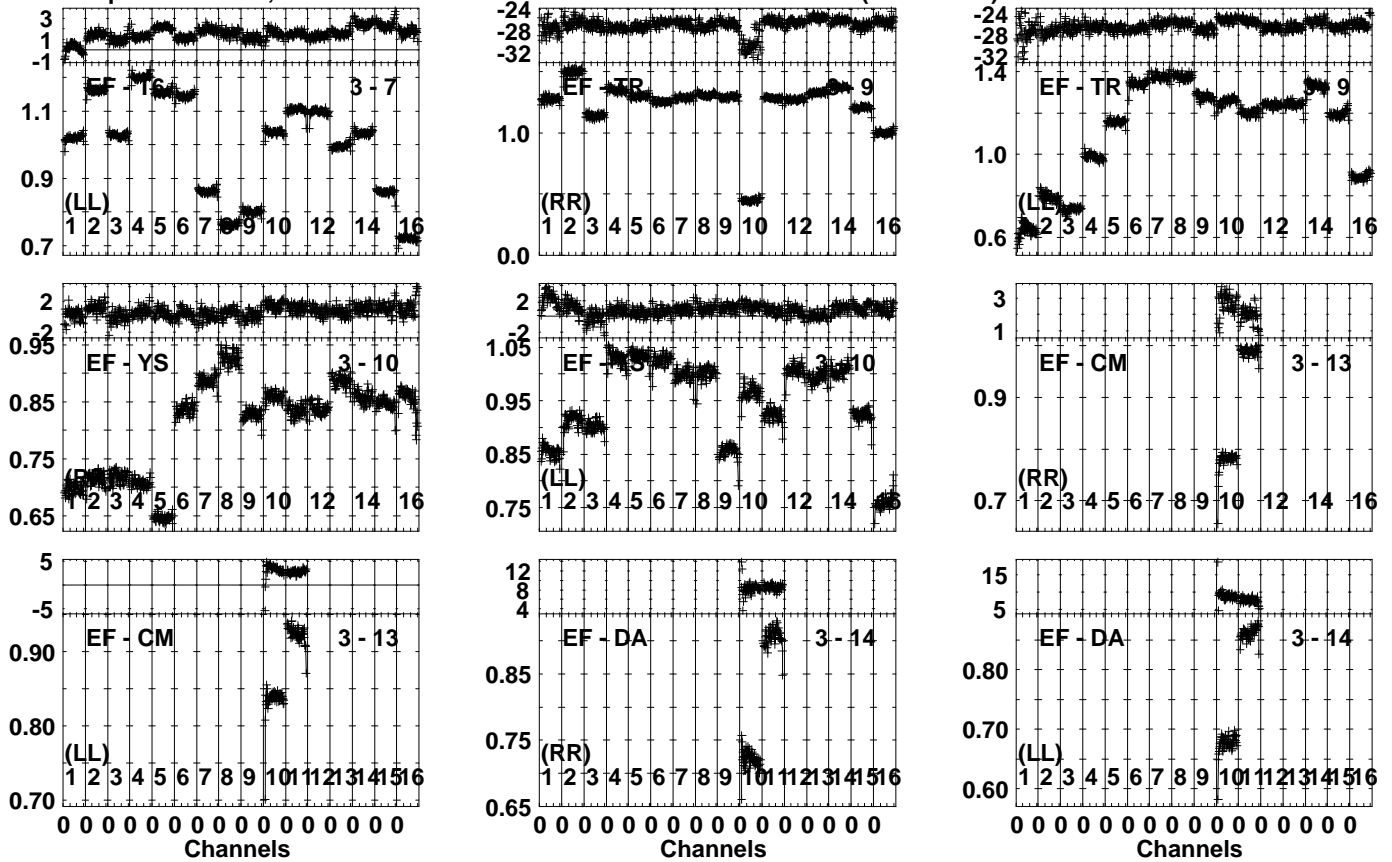 3 1 -1
-24 -28 -32
-24 -28 -32
EF - 16 3 - 7
EF - TR 3 - 9
EF - TR 3 - 9
1.1 0.9 0.7
1.0 0.0
1.4 1.0 0.6
(LL)
1 2 3 4 5 6 7 8 9 10 12 14 16
(RR)
1 2 3 4 5 6 7 8 9 10 12 14 16
(LL)
1 2 3 4 5 6 7 8 9 10 12 14 16
2 -2
2 -2
3 1
EF - YS 3 - 10
EF - YS 3 - 10
EF - CM 3 - 13
0.95 0.85 0.75 0.65
1.05 0.95 0.85 0.75
0.9 0.7
1 2 3 4 5 6 7 8 9 10 12 14 16
(LL)
1 2 3 4 5 6 7 8 9 10 12 14 16
(RR)
1 2 3 4 5 6 7 8 9 10 12 14 16
5 -5
12 8 4
15 5
EF - CM 3 - 13
EF - DA 3 - 14
EF - DA 3 - 14
0.90 0.80 0.70
0.85 0.75 0.65
0.80 0.70 0.60
(LL)
1 2 3 4 5 6 7 8 9 10 11 12 13 14 15 16
(RR)
1 2 3 4 5 6 7 8 9 10 11 12 13 14 15 16
(LL)
1 2 3 4 5 6 7 8 9 10 11 12 13 14 15 16
0 0 0 0 0 0 0 0 0 0 0 0 0 0 0 0
0 0 0 0 0 0 0 0 0 0 0 0 0 0 0 0
0 0 0 0 0 0 0 0 0 0 0 0 0 0 0 0
Channels
Channels
Channels